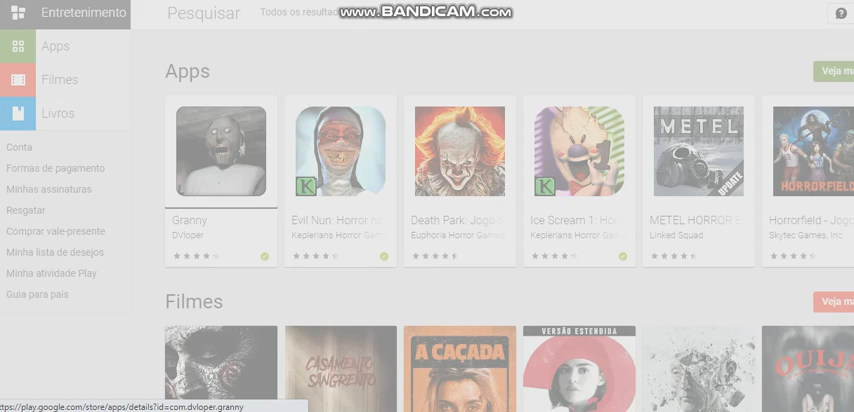 Entretenimento
Pesquisar
Todos os resultad
www.BANDICAM.com
Apps
Filmes
Livros
Conta
Formas de pagamento
Minhas assinaturas
Resgatar
Comprar vale-presente
Minha lista de desejos
Minha atividade Play
Guia para pais
Apps
Veja ma
K
K
METEL
UPDATE
HORRORFIELD
Granny
DVloper
Evil Nun: Horror na
Keplerians Horror Gam
Death Park: Jogo d
Euphoria Horror Games
Ice Scream 1: Horr
Keplerians Horror Gam
METEL HORROR E
Linked Squad
Horrorfield - Jogo
Skytec Games, Inc
Filmes
Veja ma
CASAMENTO
SANGRENTO
A CAÇADA
VERSÃO ESTENDIDA
OUIJA
ttps://play.google.com/store/apps/details?id=com.dvloper.granny